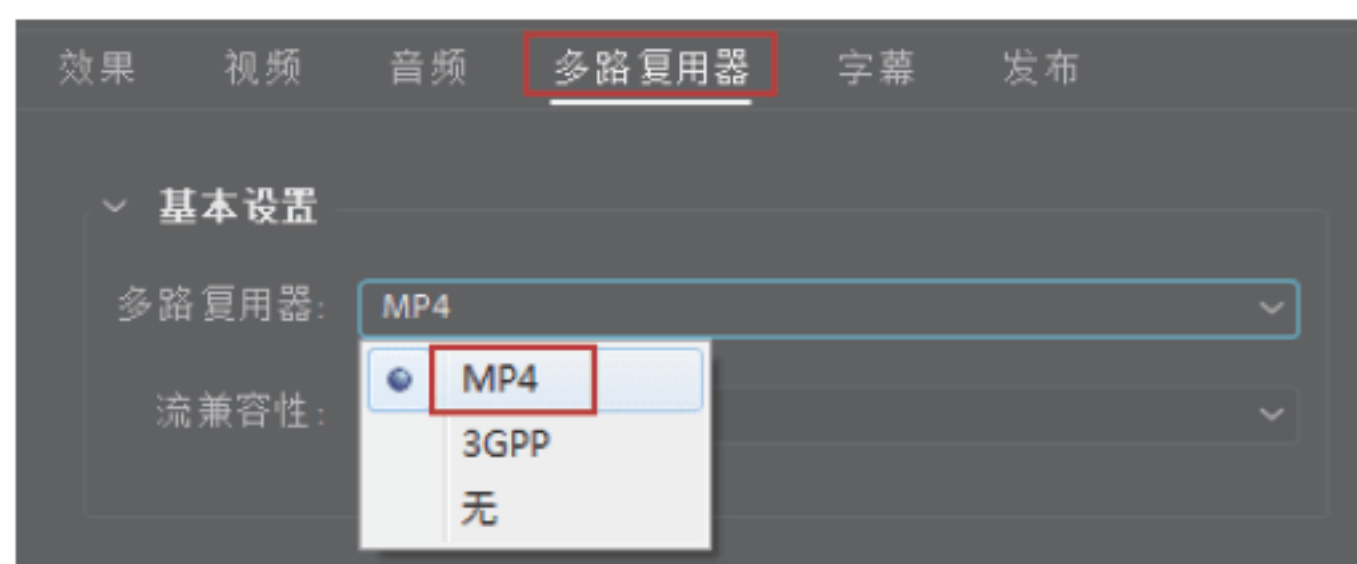 效果 视频 音频 多路复用器 字幕 发布
基本设置
多路复用器: MP4
MP4
流兼容性:
3GPP
无